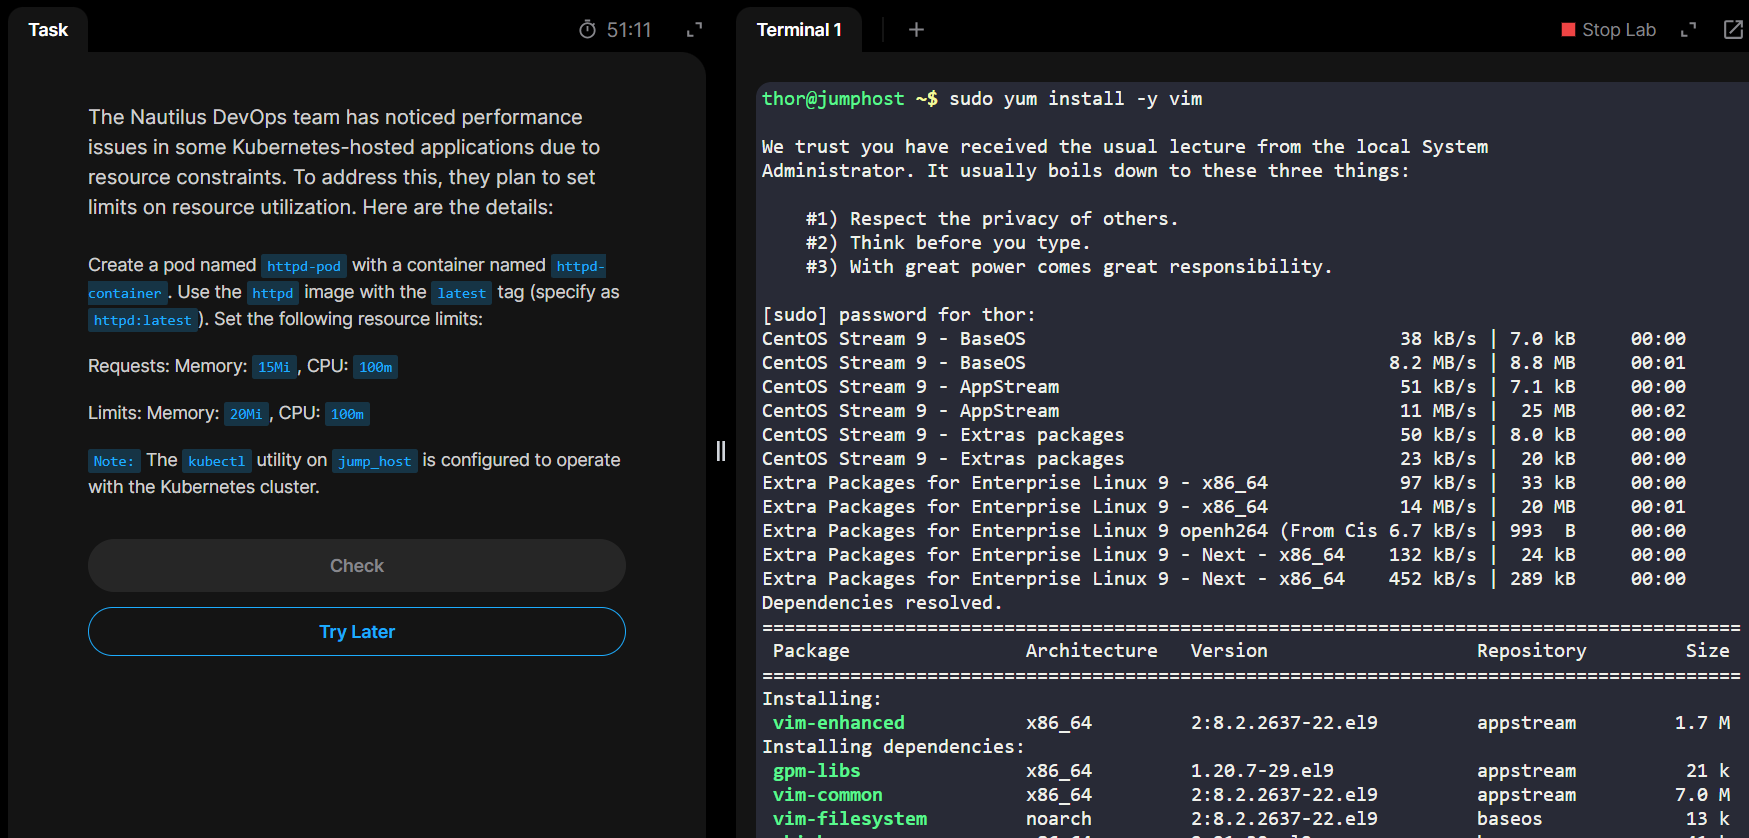 Task
51:11
The Nautilus DevOps team has noticed performance
issues in some Kubernetes-hosted applications due to
resource constraints. To address this, they plan to set
limits on resource utilization. Here are the details:
Create a pod named httpd-pod with a container named httpd-
container . Use the httpd image with the latest tag (specify as
httpd:latest ). Set the following resource limits:
Requests: Memory: 15Mi , CPU: 100m
Limits: Memory: 20Mi , CPU: 100m
Note: The kubectl utility on jump_host is configured to operate
with the Kubernetes cluster.
Check
Try Later
Terminal 1
+
Stop Lab
thor@jumphost ~$ sudo yum install -y vim
We trust you have received the usual lecture from the local System
Administrator. It usually boils down to these three things:
#1) Respect the privacy of others.
#2) Think before you type.
#3) With great power comes great responsibility.
[sudo] password for thor:
CentOS Stream 9 - BaseOS 38 kB/s | 7.0 kB 00:00
CentOS Stream 9 - BaseOS 8.2 MB/s | 8.8 MB 00:01
CentOS Stream 9 - AppStream 51 kB/s | 7.1 kB 00:00
CentOS Stream 9 - AppStream 11 MB/s | 25 MB 00:02
CentOS Stream 9 - Extras packages 50 kB/s | 8.0 kB 00:00
CentOS Stream 9 - Extras packages 23 kB/s | 20 kB 00:00
Extra Packages for Enterprise Linux 9 - x86_64 97 kB/s | 33 kB 00:00
Extra Packages for Enterprise Linux 9 - x86_64 14 MB/s | 20 MB 00:01
Extra Packages for Enterprise Linux 9 openh264 (From Cis 6.7 kB/s | 993 B 00:00
Extra Packages for Enterprise Linux 9 - Next - x86_64 132 kB/s | 24 kB 00:00
Extra Packages for Enterprise Linux 9 - Next - x86_64 452 kB/s | 289 kB 00:00
Dependencies resolved.
=========================================================================================
Package Architecture Version Repository Size
=========================================================================================
Installing:
vim-enhanced x86_64 2:8.2.2637-22.el9 appstream 1.7 M
Installing dependencies:
gpm-libs x86_64 1.20.7-29.el9 appstream 21 k
vim-common x86_64 2:8.2.2637-22.el9 appstream 7.0 M
vim-filesystem noarch 2:8.2.2637-22.el9 baseos 13 k